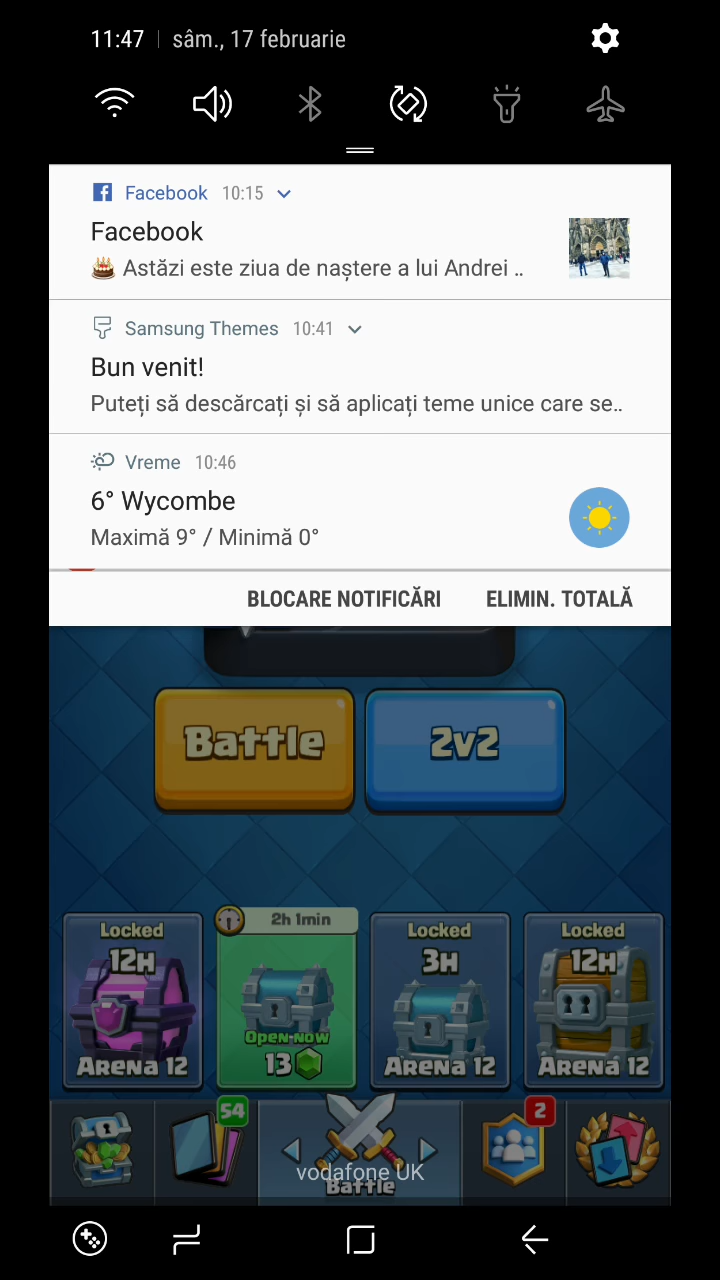 11:47 | sâm., 17 februarie
Facebook 10:15
Facebook
Astăzi este ziua de naștere a lui Andrei ..
Samsung Themes 10:41
Bun venit!
Puteți să descărcați și să aplicați teme unice care se..
Vreme 10:46
6° Wycombe
Maximă 9° / Minimă 0°
BLOCARE NOTIFICĂRI ELIMIN. TOTALĂ
Battle 2v2
Locked
12H
Arena 12
2h 1min
Open now
13
Locked
3H
Arena 12
Locked
12H
Arena 12
54
2
vodafone UK
Battle